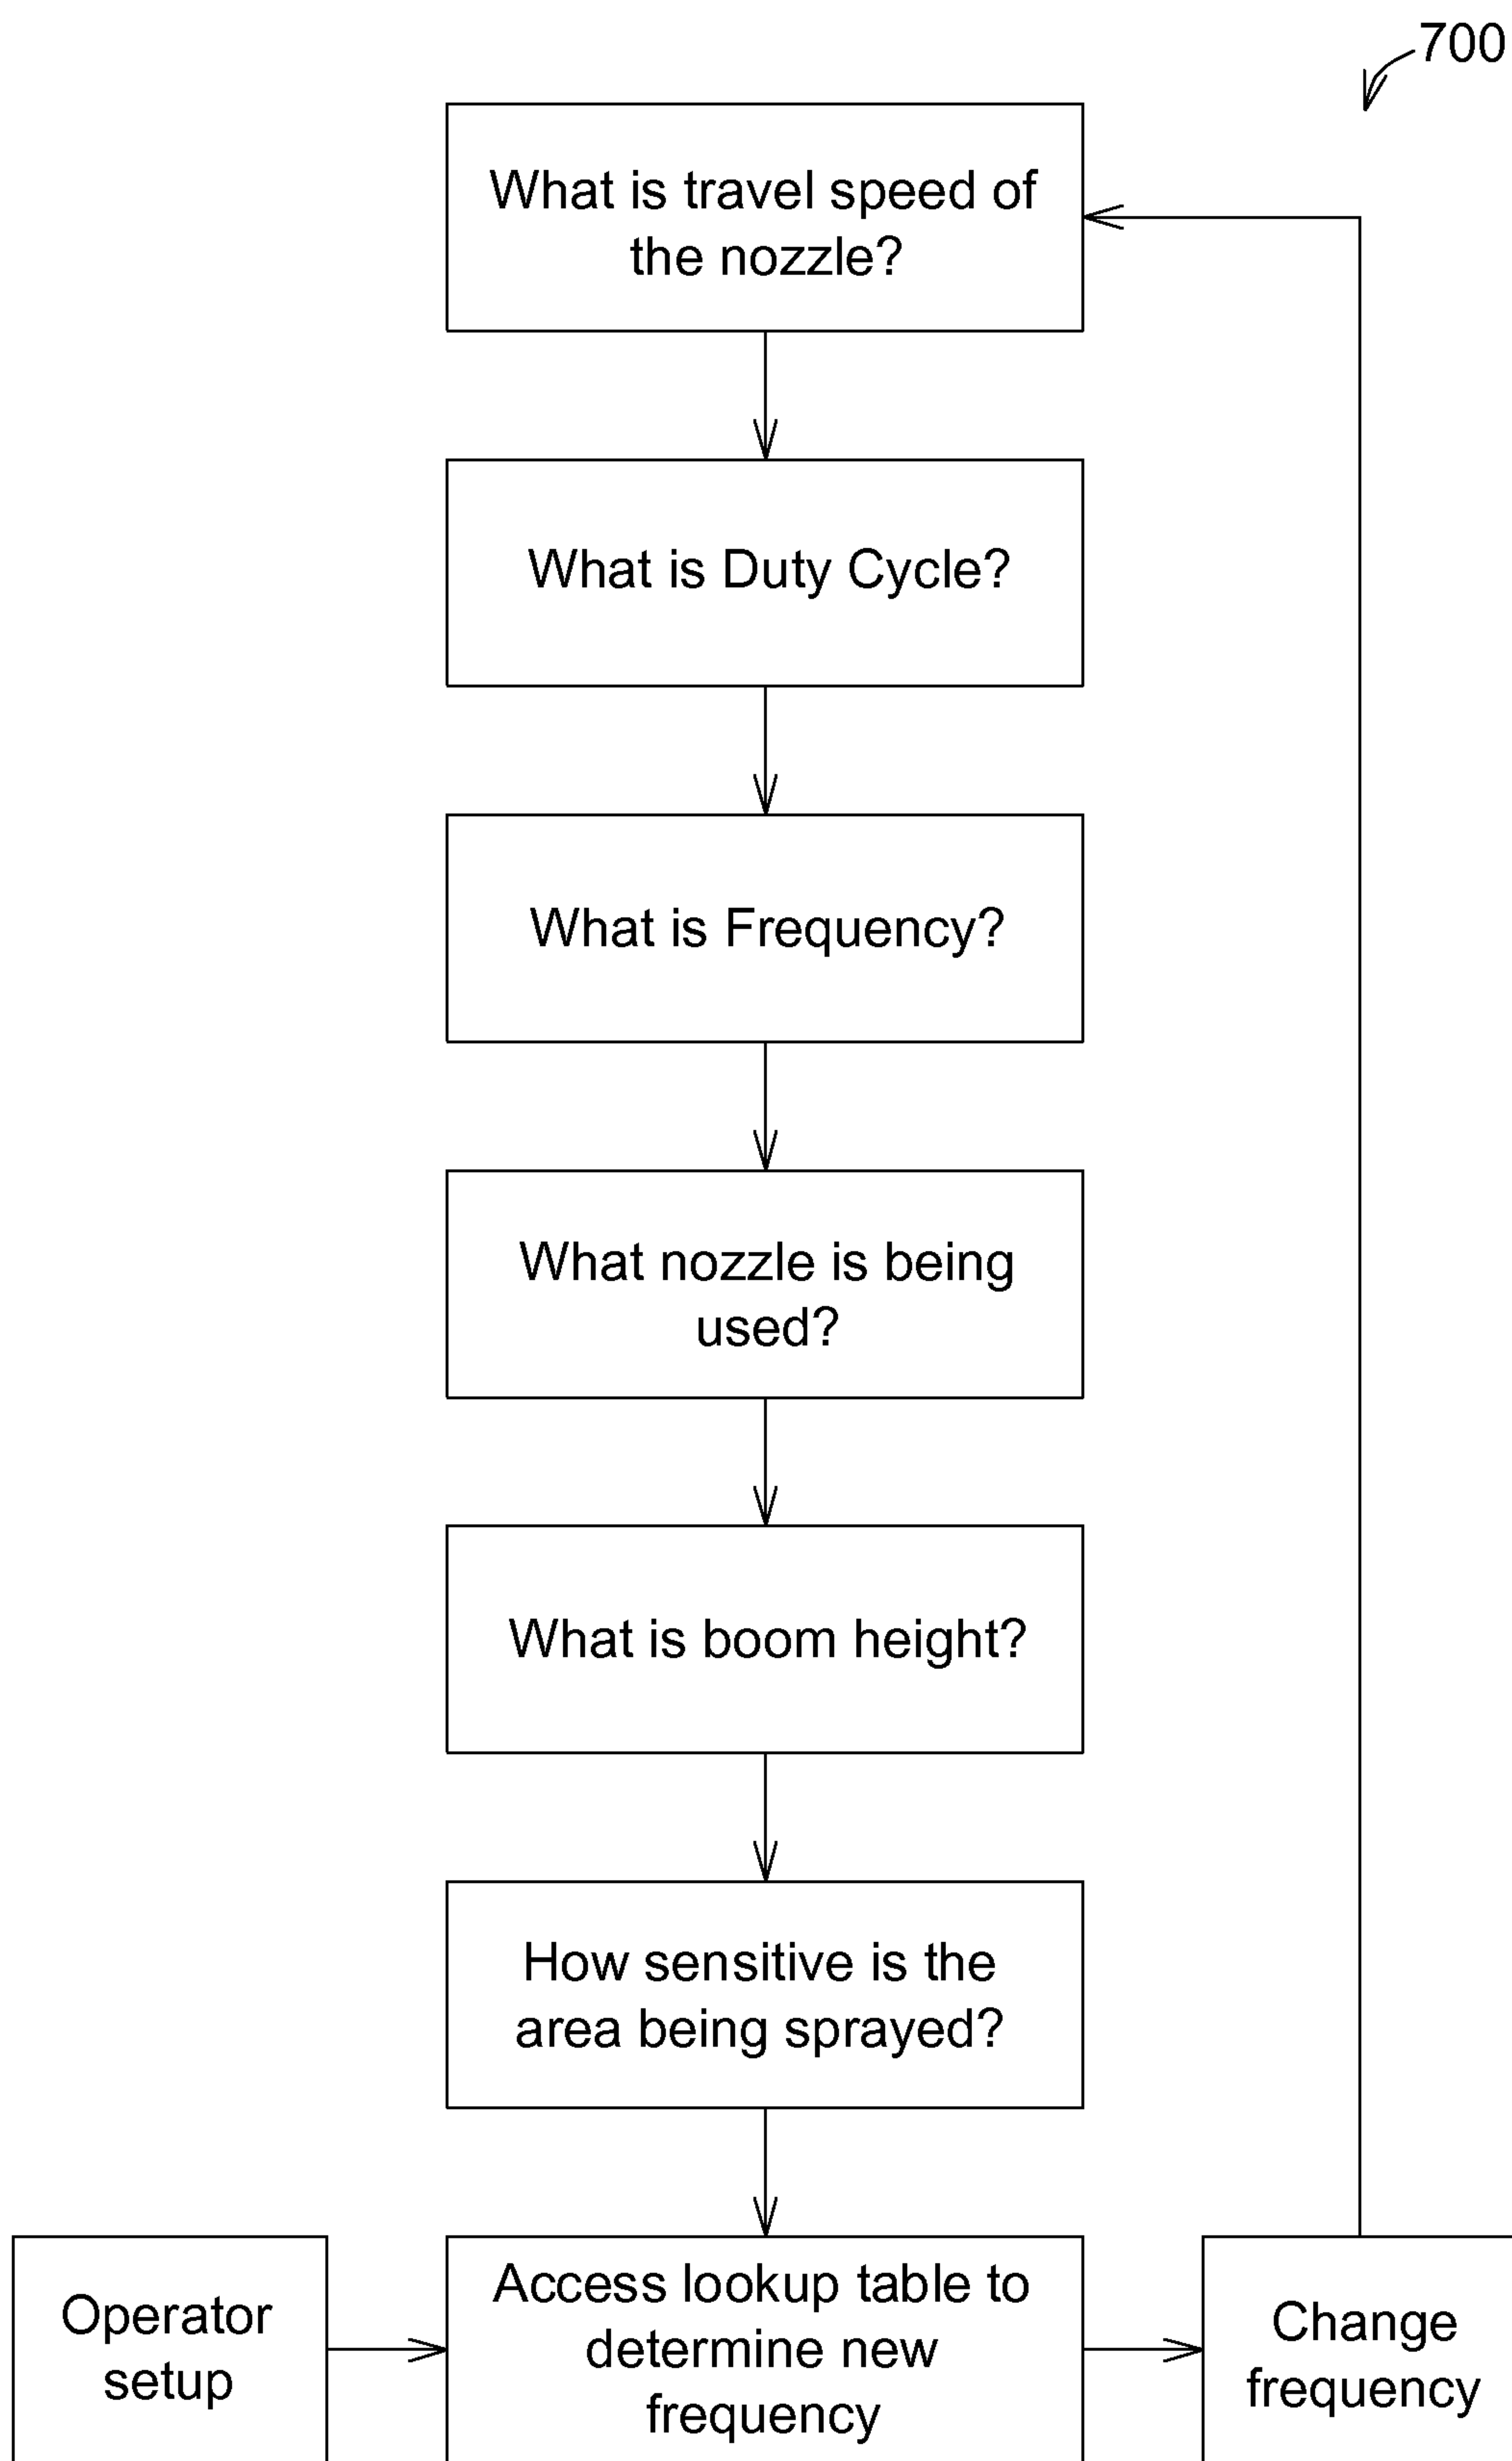 700
What is travel speed of
the nozzle?
What is Duty Cycle?
What is Frequency?
What nozzle is being
used?
What is boom height?
How sensitive is the
area being sprayed?
Operator
setup
Access lookup table to
determine new
frequency
Change
frequency